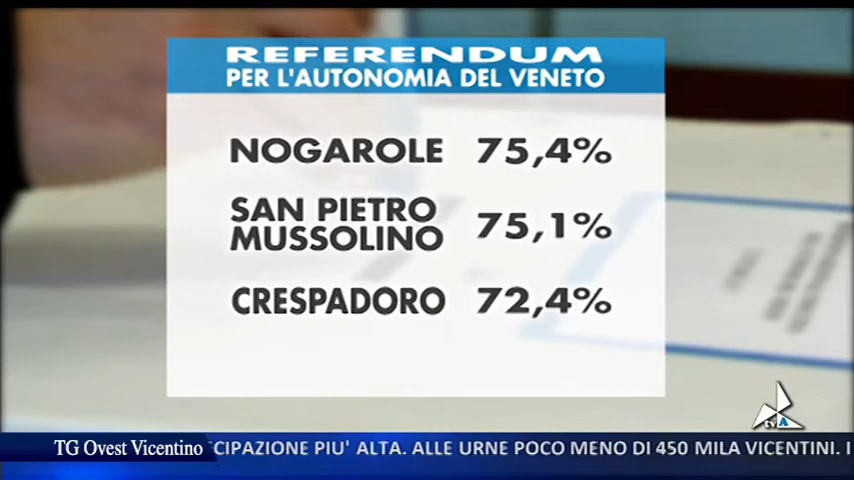 REFERENDUM
PER L'AUTONOMIA DEL VENETO
NOGAROLE 75,4%
SAN PIETRO
MUSSOLINO 75,1%
CRESPADORO 72,4%
tvA
TG Ovest Vicentino CIPAZIONE PIU' ALTA. ALLE URNE POCO MENO DI 450 MILA VICENTINI. I